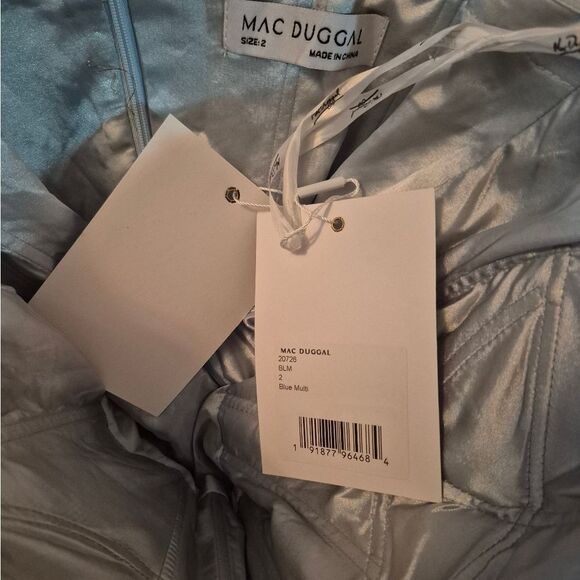 MAC DUGGAL
SIZE: 2
MADE IN CHINA
MAC DUGGAL
20726
BLM
2
Blue Multi
1 91877 96468 4